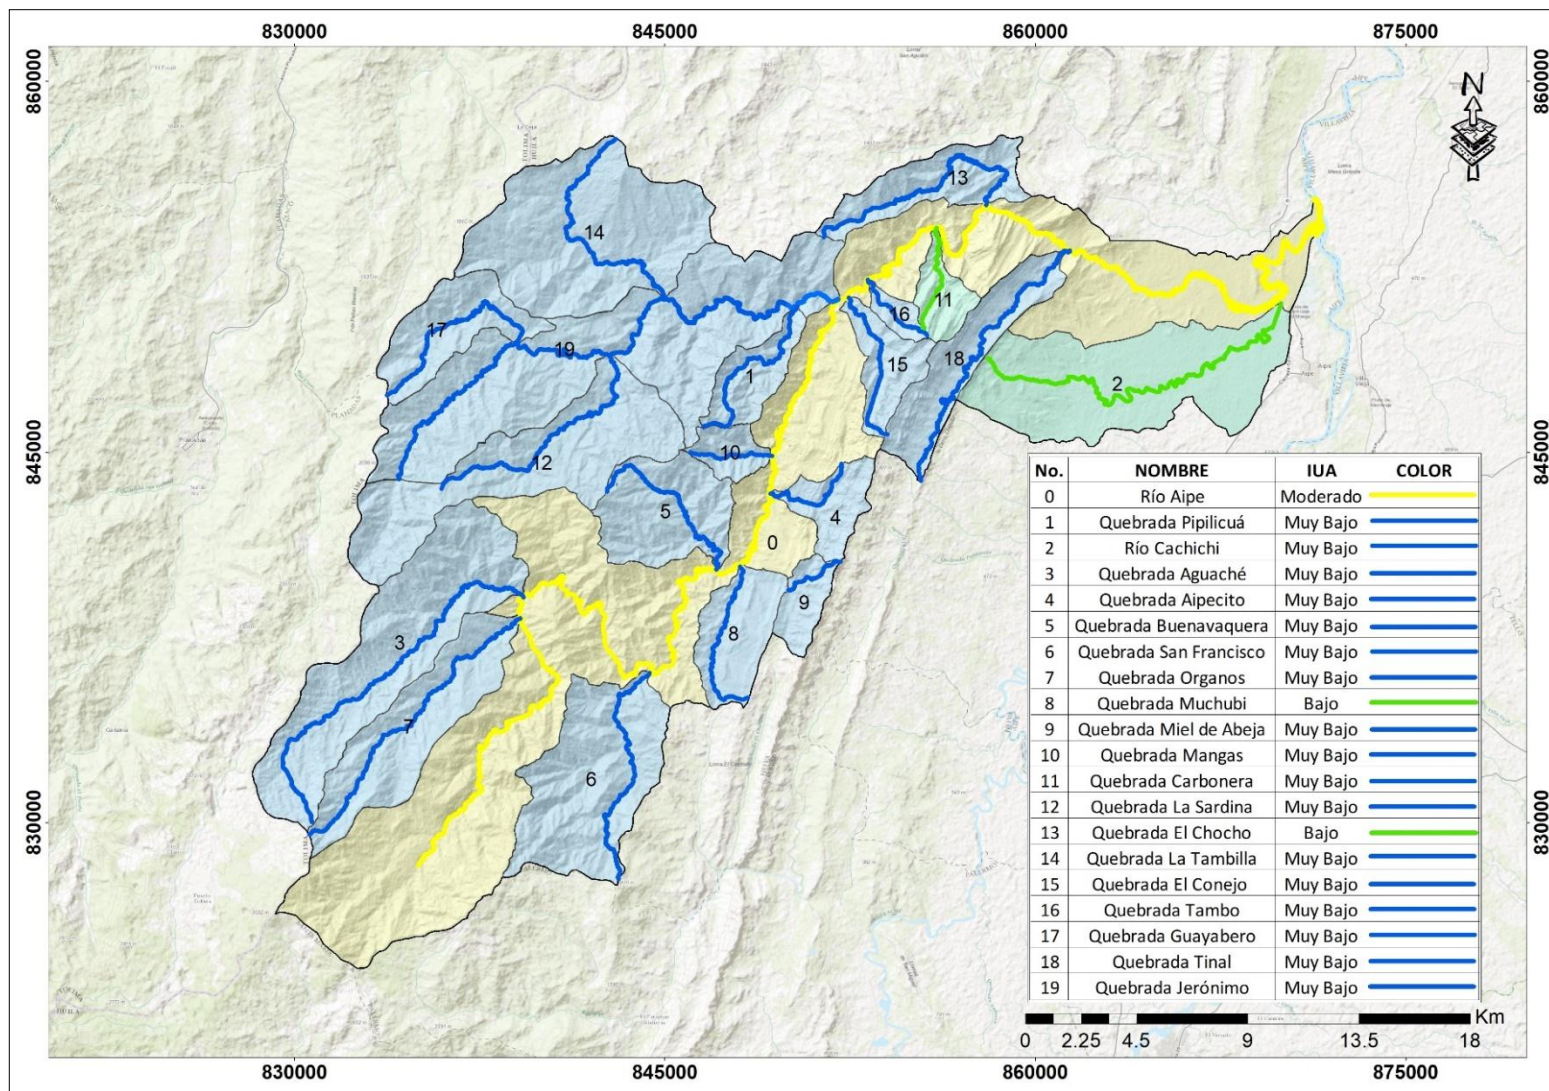 830000 845000 860000 875000
860000 860000
N
14
13
17
19
16
11
15
18
1
2
10
12
5
4
0
9
8
3
7
6
845000 845000
830000 830000
No. NOMBRE IUA COLOR
0 Río Aipe Moderado
1 Quebrada Pipilicuá Muy Bajo
2 Río Cachichi Muy Bajo
3 Quebrada Aguaché Muy Bajo
4 Quebrada Aipecito Muy Bajo
5 Quebrada Buenavaquera Muy Bajo
6 Quebrada San Francisco Muy Bajo
7 Quebrada Organos Muy Bajo
8 Quebrada Muchubi Bajo
9 Quebrada Miel de Abeja Muy Bajo
10 Quebrada Mangas Muy Bajo
11 Quebrada Carbonera Muy Bajo
12 Quebrada La Sardina Muy Bajo
13 Quebrada El Chocho Bajo
14 Quebrada La Tambilla Muy Bajo
15 Quebrada El Conejo Muy Bajo
16 Quebrada Tambo Muy Bajo
17 Quebrada Guayabero Muy Bajo
18 Quebrada Tinal Muy Bajo
19 Quebrada Jerónimo Muy Bajo
Km
0 2.25 4.5 9 13.5 18
830000 845000 860000 875000